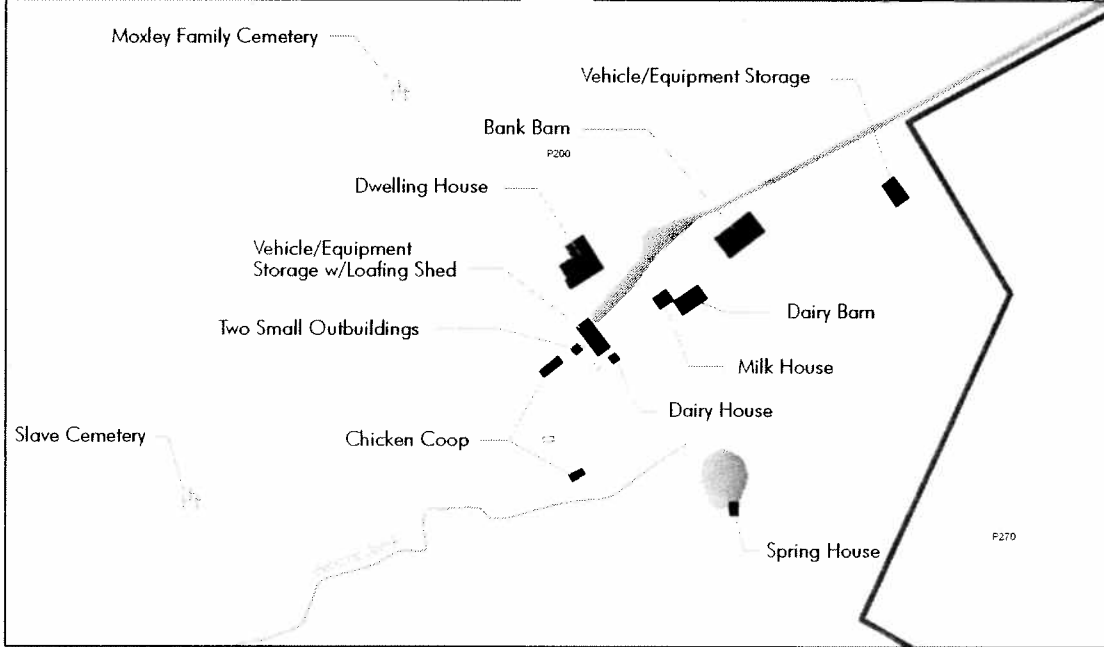 Moxley Family Cemetery
Vehicle/Equipment Storage
Bank Barn
P200
Dwelling House
Vehicle/Equipment
Storage w/Loafing Shed
Two Small Outbuildings
Dairy Barn
Milk House
Dairy House
Slave Cemetery
Chicken Coop
Spring House
P270